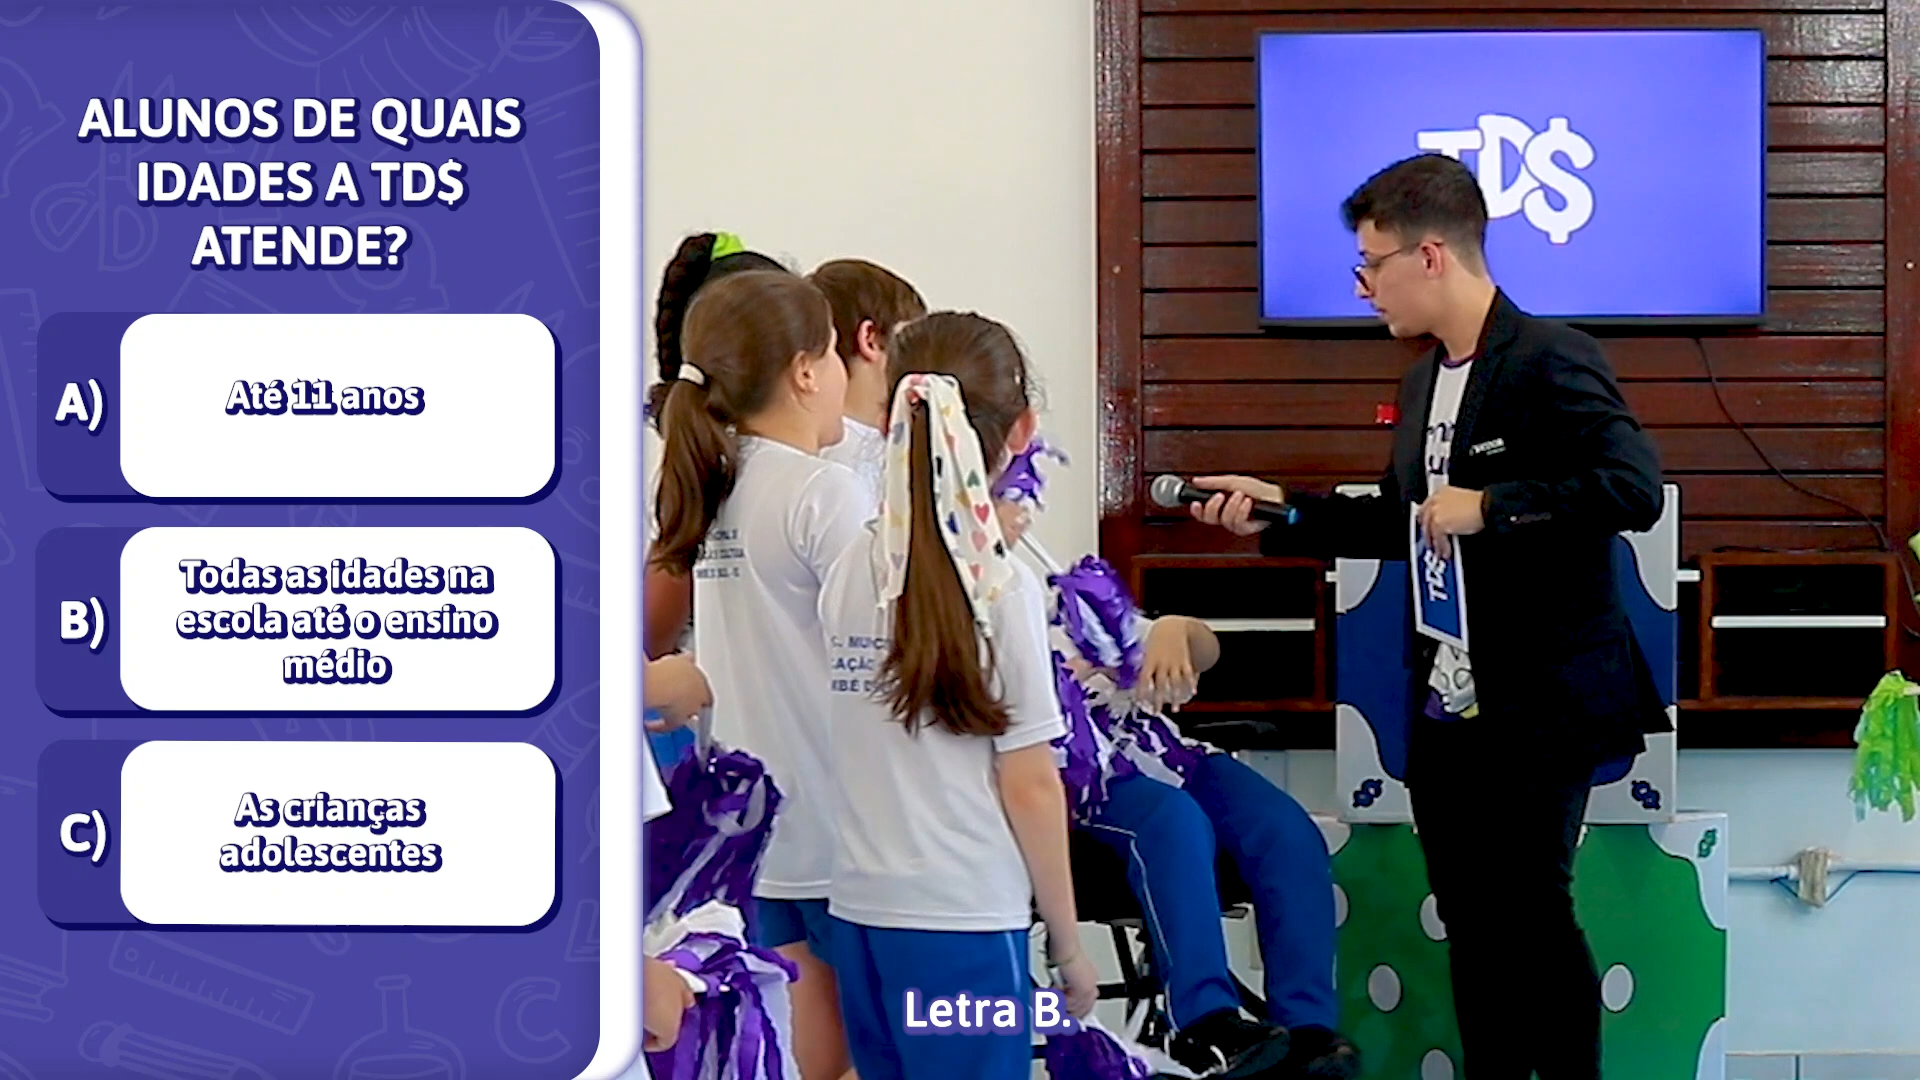 ALUNOS DE QUAIS
IDADES A TD$
ATENDE?
A)
Até 11 anos
B)
Todas as idades na
escola até o ensino
médio
C)
As crianças
adolescentes
TD$
TD$
Letra B.